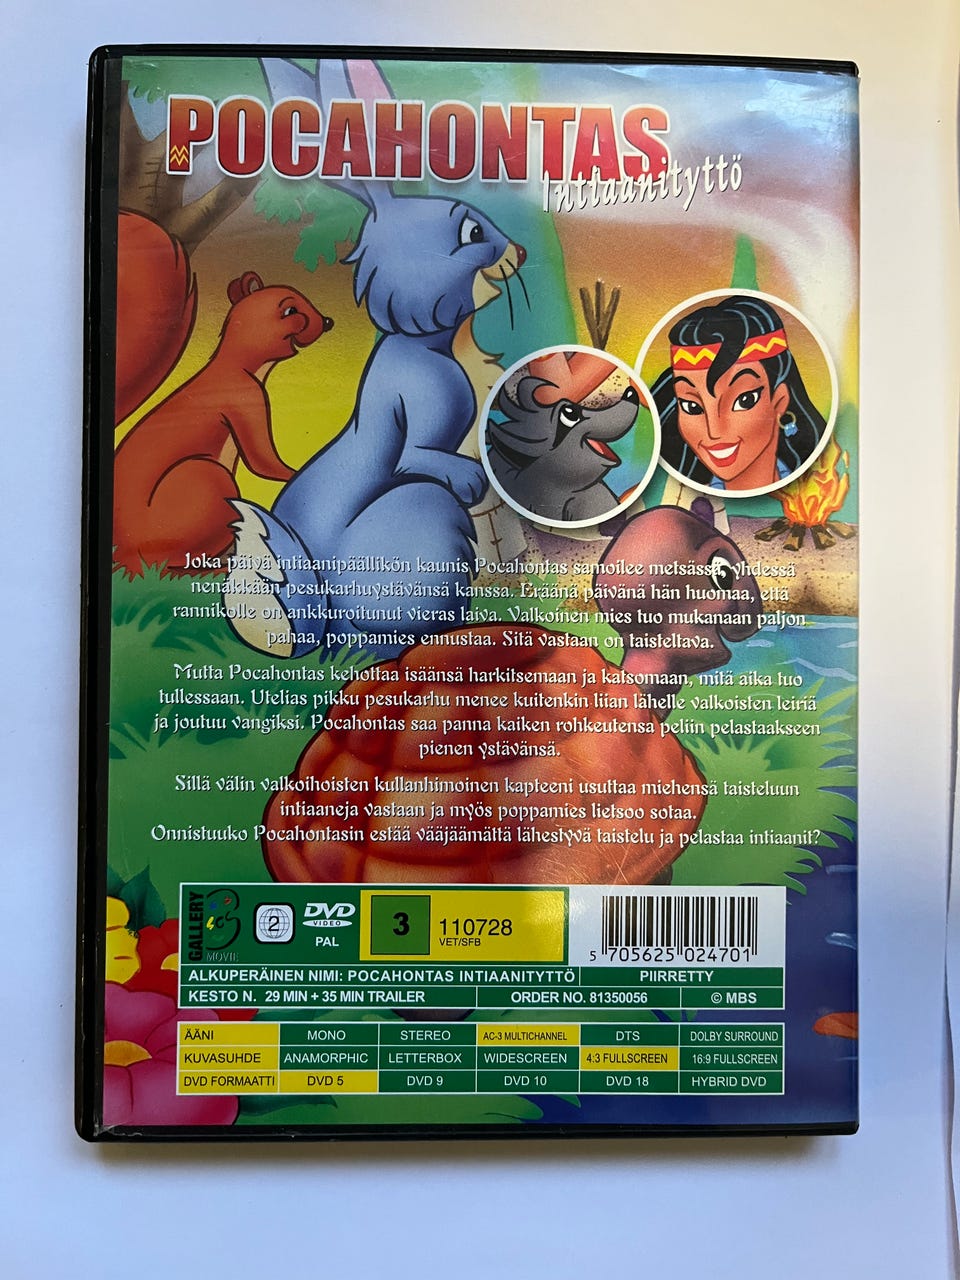 POCAHONTAS
Intiaanityttö
Joka päivä intiaanipäällikön kaunis Pocahontas samoilee metsässä, yhdessä
nenäkkään pesukarhuystävänsä kanssa. Eräänä päivänä hän huomaa, että
rannikolle on ankkuroitunut vieras laiva. Valkoinen mies tuo mukanaan paljon
pahaa, poppamies ennustaa. Sitä vastaan on taisteltava.
Mutta Pocahontas kehottaa isäänsä harkitsemaan ja katsomaan, mitä aika tuo
tullessaan. Utelias pikku pesukarhu menee kuitenkin liian lähelle valkoisten leiriä
ja joutuu vangiksi. Pocahontas saa panna kaiken rohkeutensa peliin pelastaakseen
pienen ystävänsä.
Sillä välin valkoihoisten kullanhimoinen kapteeni usuttaa miehensä taisteluun
intiaaneja vastaan ja myös poppamies lietsoo sotaa.
Onnistuuko Pocahontasin estää vääjäämättä lähestyvä taistelu ja pelastaa intiaanit?
GALLERY
MOVIE
2
DVD
VIDEO
PAL
3
110728
VET/SFB
5 705625 024701
ALKUPERÄINEN NIMI: POCAHONTAS INTIAANITYTTÖ PIIRRETTY
KESTO N. 29 MIN + 35 MIN TRAILER ORDER NO. 81350056 © MBS
ÄÄNI MONO STEREO AC-3 MULTICHANNEL DTS DOLBY SURROUND
KUVASUHDE ANAMORPHIC LETTERBOX WIDESCREEN 4:3 FULLSCREEN 16:9 FULLSCREEN
DVD FORMAATTI DVD 5 DVD 9 DVD 10 DVD 18 HYBRID DVD